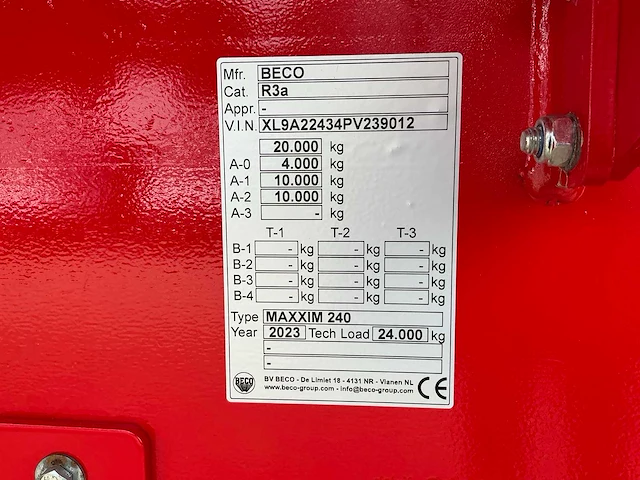 Mfr. BECO
Cat. R3a
Appr. -
V.I.N. XL9A22434PV239012
20.000 kg
A-0 4.000 kg
A-1 10.000 kg
A-2 10.000 kg
A-3 - kg
T-1 T-2 T-3
B-1 - kg - kg - kg
B-2 - kg - kg - kg
B-3 - kg - kg - kg
B-4 - kg - kg - kg
Type MAXXIM 240
Year 2023 Tech Load 24.000 kg
-
-
BECO
BV BECO - De Limiet 18 - 4131 NR - Vianen NL
www.beco-group.com - info@beco-group.com
CE